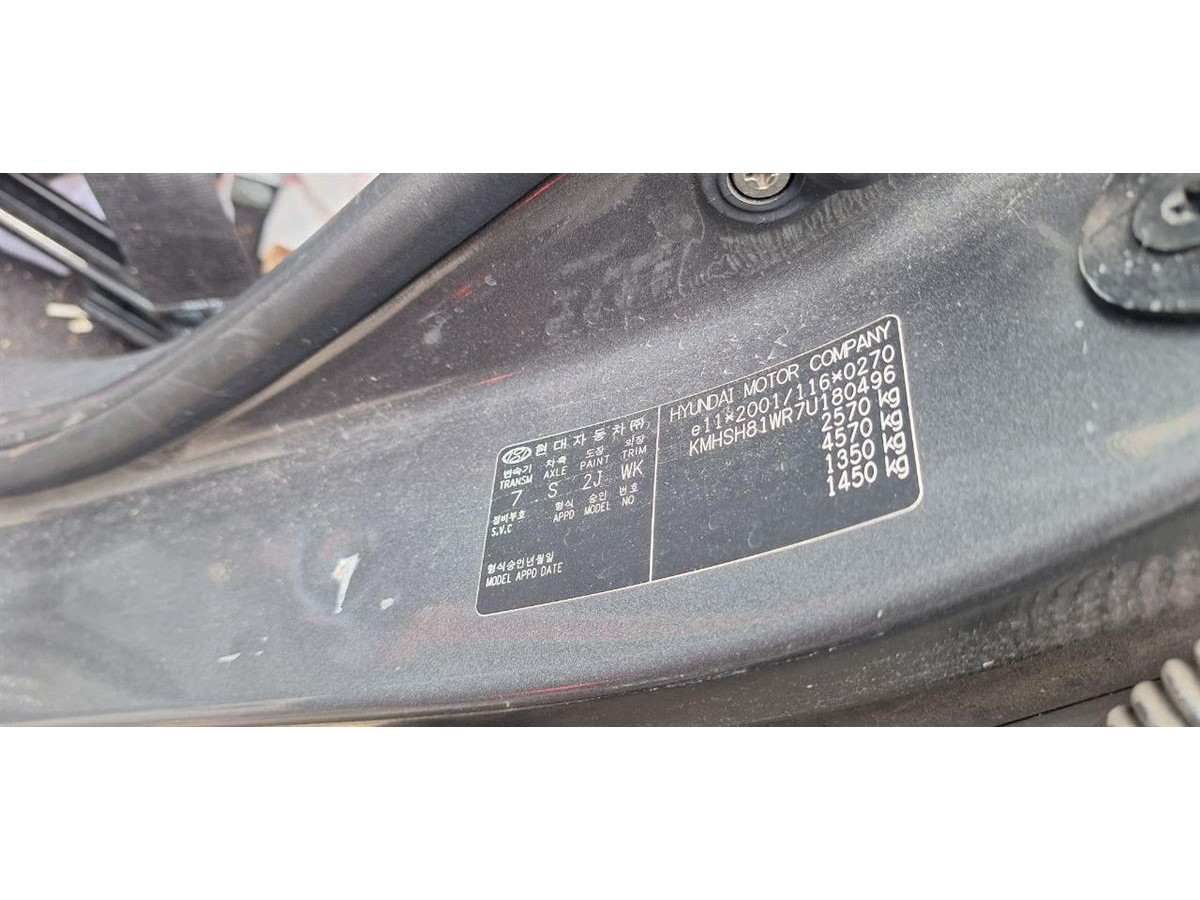 현대자동차(주)
변속기 차축 도장 외장
TRANSM AXLE PAINT TRIM
7 S 2J WK
정비부호 형식 승인 번호
S.V.C APPD MODEL NO
형식승인년월일
MODEL APPD DATE
HYUNDAI MOTOR COMPANY
e11*2001/116*0270
KMHSH81WR7U180496
2570 kg
4570 kg
1350 kg
1450 kg